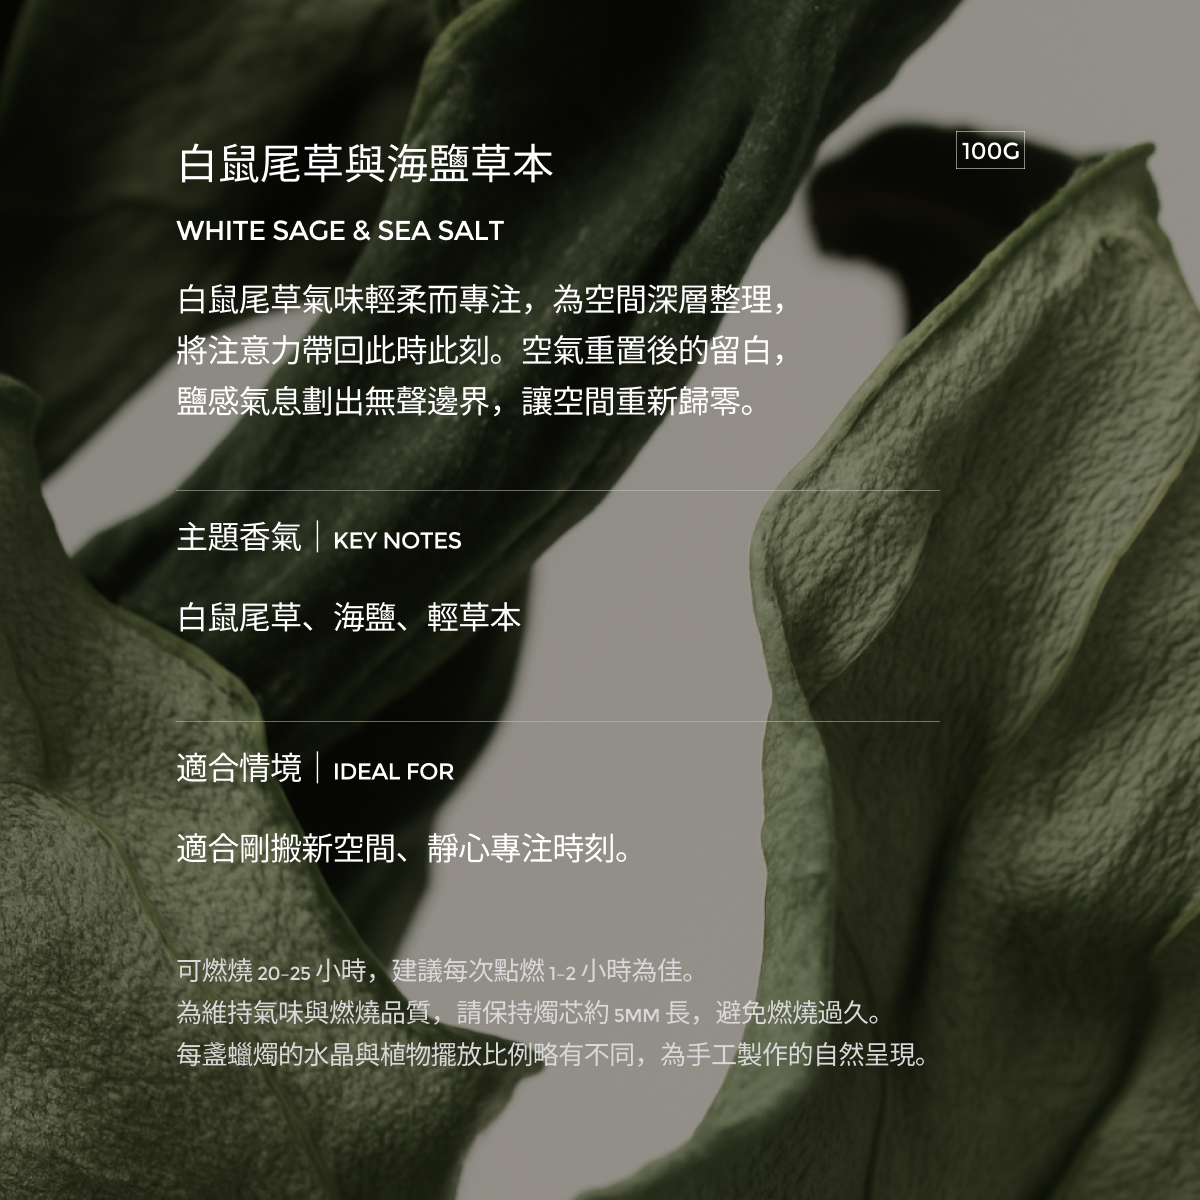 白鼠尾草與海鹽草本
100G
WHITE SAGE & SEA SALT
白鼠尾草氣味輕柔而專注，為空間深層整理，
將注意力帶回此時此刻。空氣重置後的留白，
鹽感氣息劃出無聲邊界，讓空間重新歸零。
主題香氣｜KEY NOTES
白鼠尾草、海鹽、輕草本
適合情境｜IDEAL FOR
適合剛搬新空間、靜心專注時刻。
可燃燒 20-25 小時，建議每次點燃 1-2 小時為佳。
為維持氣味與燃燒品質，請保持燭芯約 5MM 長，避免燃燒過久。
每盞蠟燭的水晶與植物擺放比例略有不同，為手工製作的自然呈現。